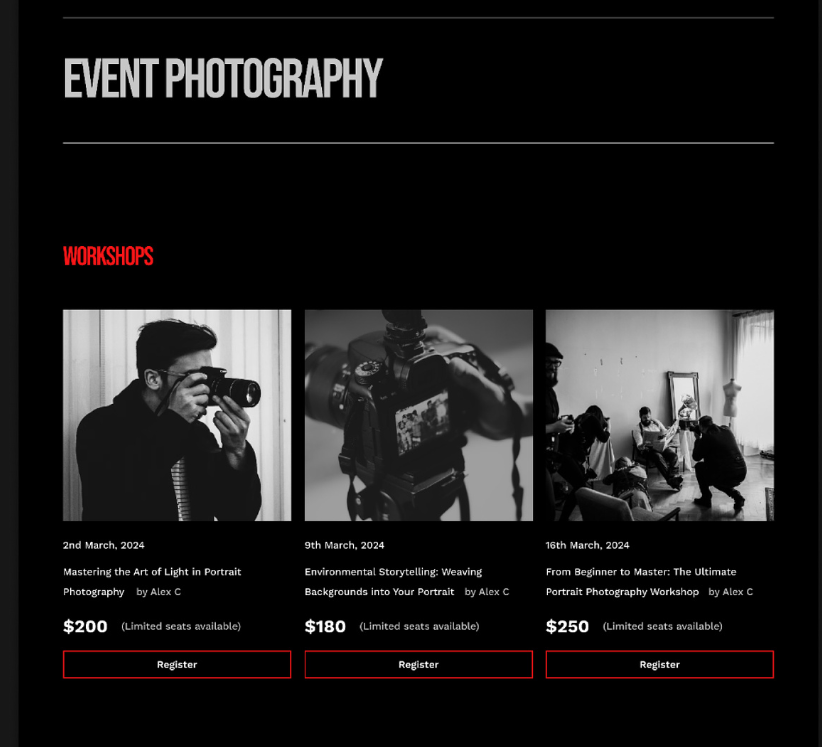 EVENT PHOTOGRAPHY
WORKSHOPS
2nd March, 2024
Mastering the Art of Light in Portrait
Photography by Alex C
$200 (Limited seats available)
Register
9th March, 2024
Environmental Storytelling: Weaving
Backgrounds into Your Portrait by Alex C
$180 (Limited seats available)
Register
16th March, 2024
From Beginner to Master: The Ultimate
Portrait Photography Workshop by Alex C
$250 (Limited seats available)
Register